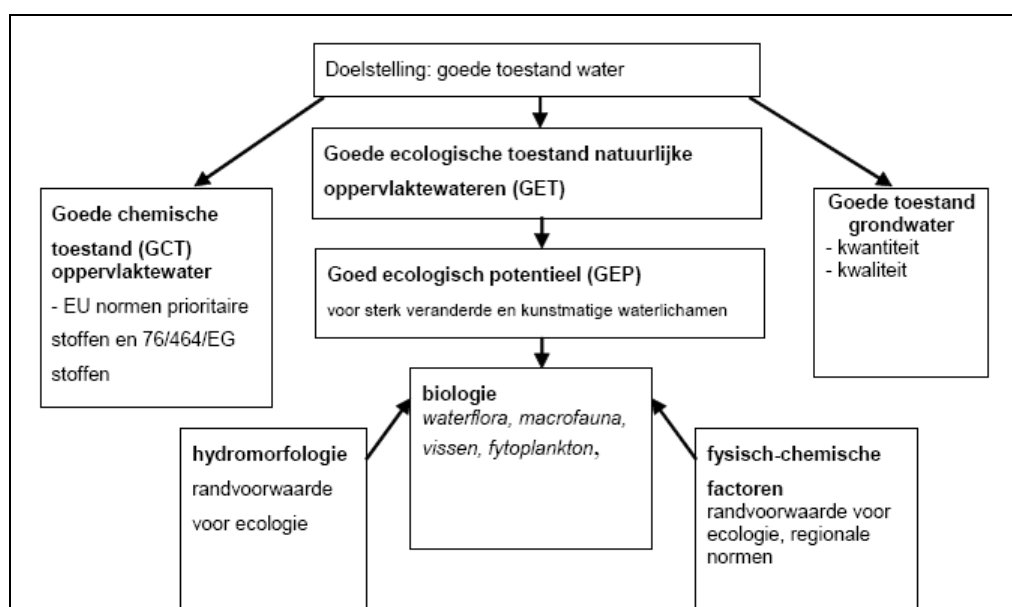 Doelstelling: goede toestand water
Goede ecologische toestand natuurlijke
oppervlaktewateren (GET)
Goede chemische
toestand (GCT)
oppervlaktewater
- EU normen prioritaire
stoffen en 76/464/EG
stoffen
Goede toestand
grondwater
- kwantiteit
- kwaliteit
Goed ecologisch potentieel (GEP)
voor sterk veranderde en kunstmatige waterlichamen
biologie
waterflora, macrofauna,
vissen, fytoplankton,
hydromorfologie
randvoorwaarde
voor ecologie
fysisch-chemische
factoren
randvoorwaarde voor
ecologie, regionale
normen